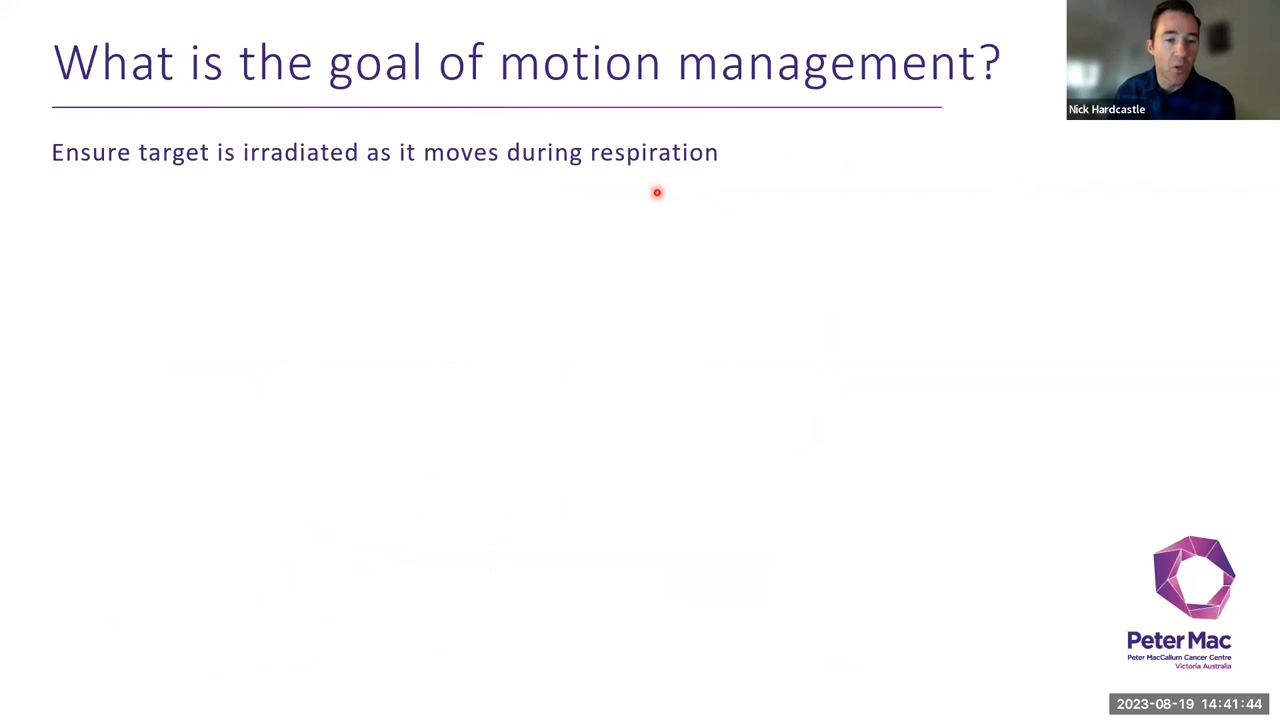 What is the goal of motion management?
Nick Hardcastle
Ensure target is irradiated as it moves during respiration
Peter Mac
Peter MacCallum Cancer Centre
Victoria Australia
2023-08-19 14:41:44